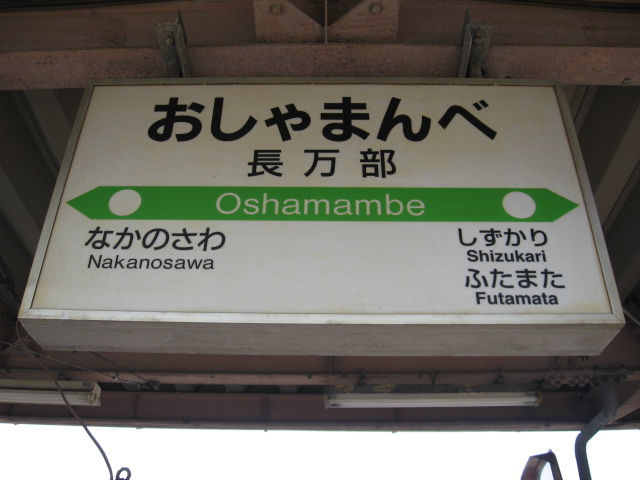 おしゃまんべ
長万部
Oshamambe
なかのさわ
Nakanosawa
しずかり
Shizukari
ふたまた
Futamata